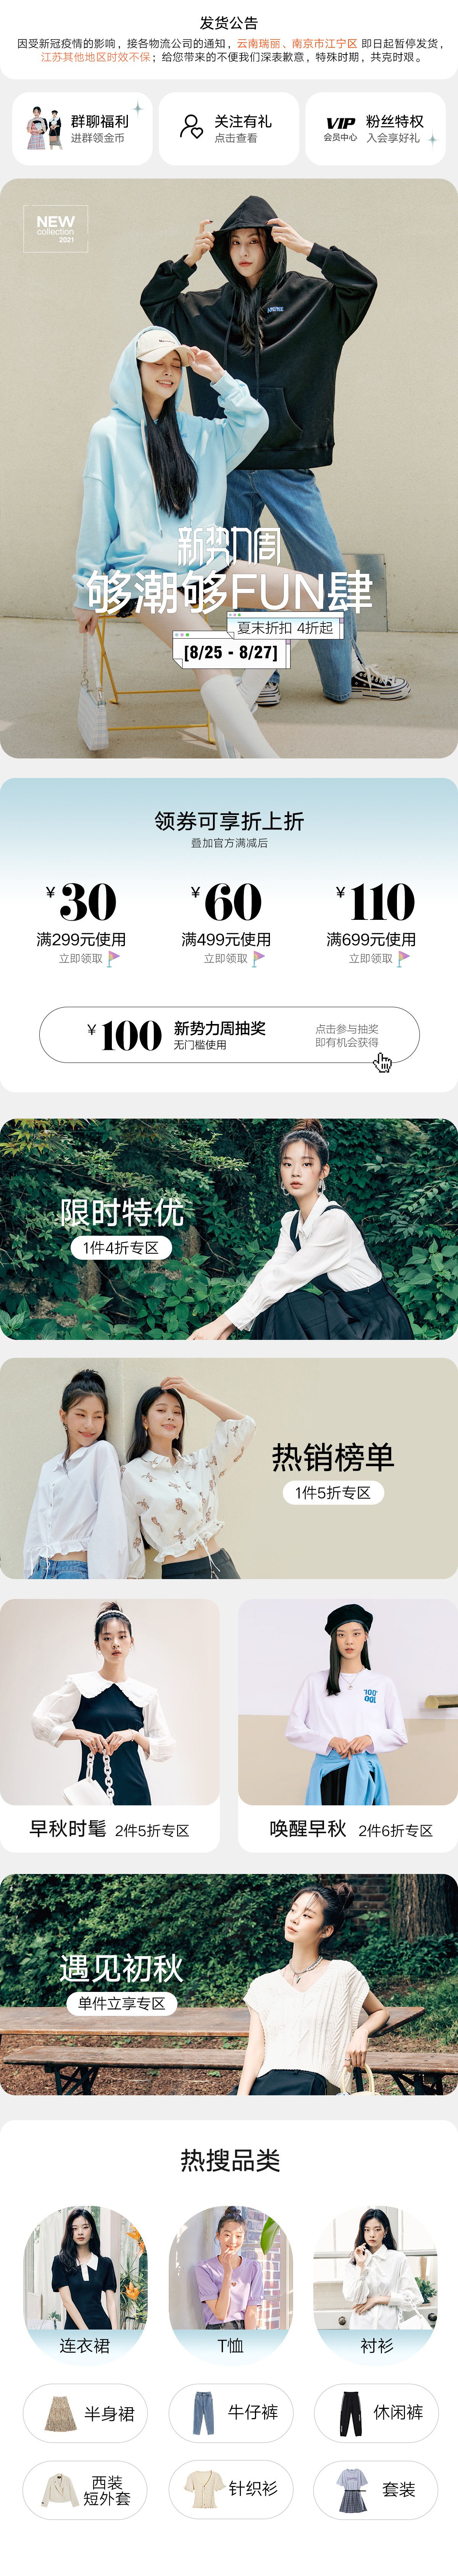 发货公告
因受新冠疫情的影响，接各物流公司的通知，云南瑞丽、南京市江宁区 即日起暂停发货，
江苏其他地区时效不保；给您带来的不便我们深表歉意，特殊时期，共克时艰。
群聊福利
进群领金币
关注有礼
点击查看
VIP
会员中心
粉丝特权
入会享好礼
NEW
collection
2021
新势力周
够潮够FUN肆
夏末折扣 4折起
[8/25 - 8/27]
领券可享折上折
叠加官方满减后
¥30
¥60
¥110
满299元使用
满499元使用
满699元使用
立即领取
立即领取
立即领取
¥100
新势力周抽奖
无门槛使用
点击参与抽奖
即有机会获得
限时特优
1件4折专区
热销榜单
1件5折专区
早秋时髦 2件5折专区
唤醒早秋 2件6折专区
遇见初秋
单件立享专区
热搜品类
连衣裙
T恤
衬衫
半身裙
牛仔裤
休闲裤
西装
短外套
针织衫
套装